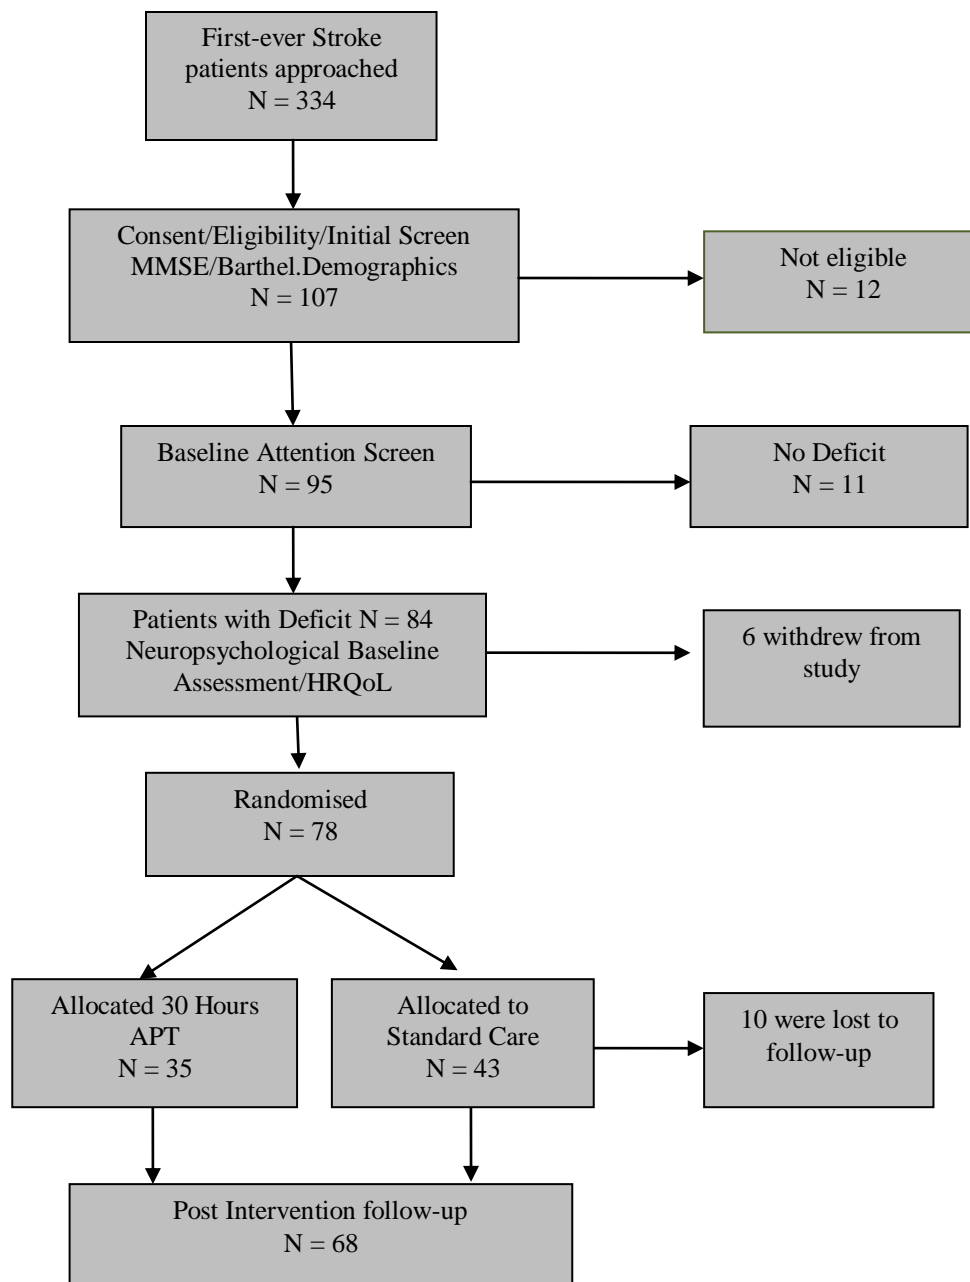 First-ever Stroke
patients approached
N = 334
Consent/Eligibility/Initial Screen
MMSE/Barthel.Demographics
N = 107
Not eligible
N = 12
Baseline Attention Screen
N = 95
No Deficit
N = 11
Patients with Deficit N = 84
Neuropsychological Baseline
Assessment/HRQoL
6 withdrew from
study
Randomised
N = 78
Allocated 30 Hours
APT
N = 35
Allocated to
Standard Care
N = 43
10 were lost to
follow-up
Post Intervention follow-up
N = 68